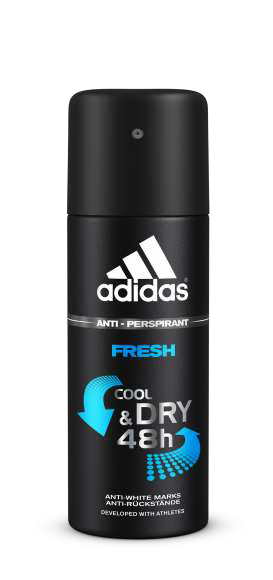 adidas
ANTI - PERSPIRANT
FRESH
COOL
& DRY
48h
ANTI-WHITE MARKS
ANTI-RÜCKSTÄNDE
DEVELOPED WITH ATHLETES